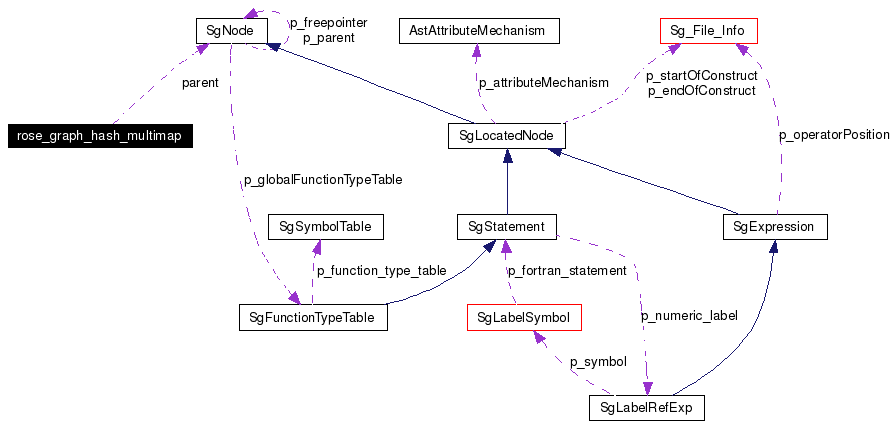 p_freepointer
SgNode
AstAttributeMechanism
Sg_File_Info
p_parent
parent
p_attributeMechanism
p_startOfConstruct
p_endOfConstruct
rose_graph_hash_multimap
SgLocatedNode
p_operatorPosition
p_globalFunctionTypeTable
SgSymbolTable
SgStatement
SgExpression
p_function_type_table
p_fortran_statement
SgFunctionTypeTable
SgLabelSymbol
p_numeric_label
p_symbol
SgLabelRefExp